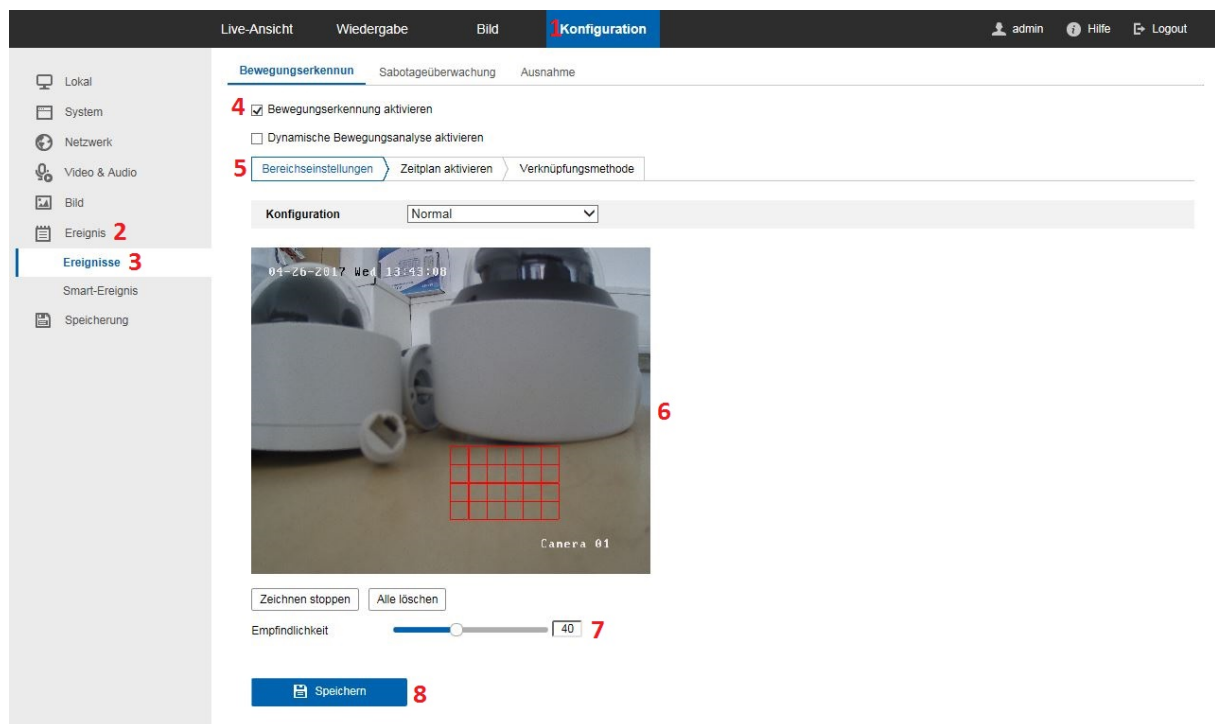 Live-Ansicht Wiedergabe Bild 1 Konfiguration admin Hilfe Logout
Lokal
System
Netzwerk
Video & Audio
Bild
Ereignis 2
Ereignisse 3
Smart-Ereignis
Speicherung
Bewegungserkennun Sabotageüberwachung Ausnahme
4 Bewegungserkennung aktivieren
Dynamische Bewegungsanalyse aktivieren
5 Bereichseinstellungen Zeitplan aktivieren Verknüpfungsmethode
Konfiguration Normal
04-26-2017 Wed 13:43:08
6
Camera 01
Zeichnen stoppen Alle löschen
Empfindlichkeit 40 7
Speichern 8